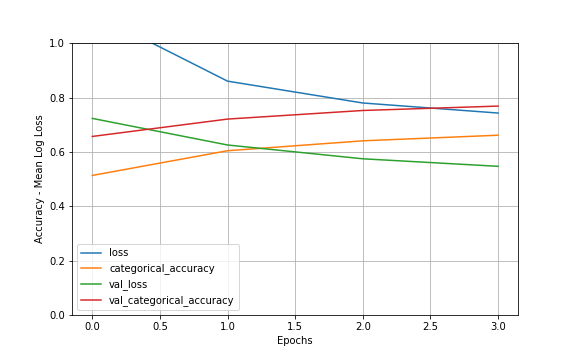 1.0
0.8
0.6
0.4
0.2
0.0
Accuracy - Mean Log Loss
loss
categorical_accuracy
val_loss
val_categorical_accuracy
0.0 0.5 1.0 1.5 2.0 2.5 3.0
Epochs